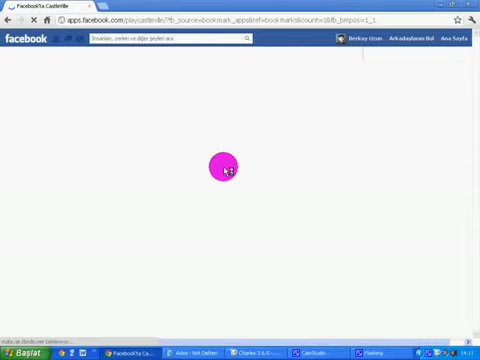 Facebook'ta CastleVille
apps.facebook.com/playcastleville/?fb_source=bookmark_apps&ref=bookmarks&count=1&fb_bmpos=1_1
facebook
İnsanları, yerleri ve diğer şeyleri ara
Berkay Uzun
Arkadaşlarını Bul
Ana Sayfa
Başlat
Facebook'ta Ca...
Adsız - Not Defteri
Charles 3.6.5 - ...
CamStudio
Flashing
14:11